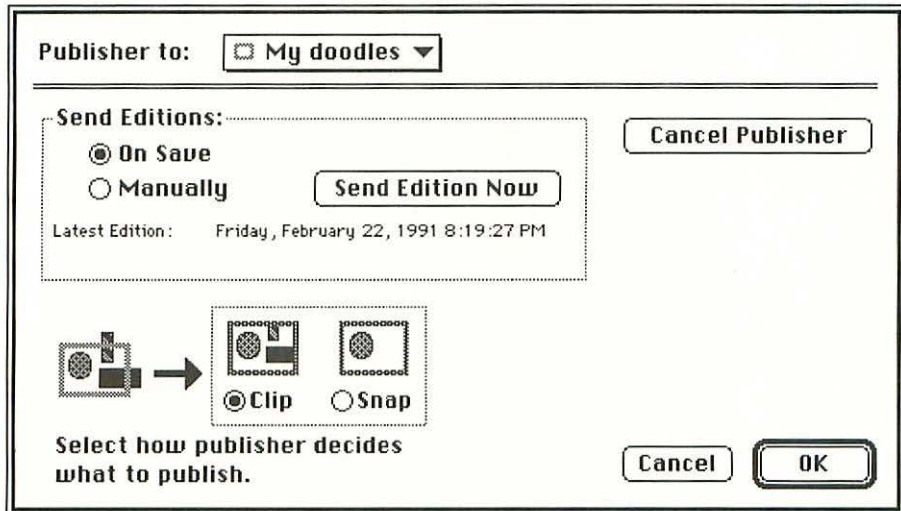 Publisher to: My doodles
Send Editions:
Cancel Publisher
On Save
Manually
Send Edition Now
Latest Edition: Friday, February 22, 1991 8:19:27 PM
Clip
Snap
Select how publisher decides
what to publish.
Cancel
OK